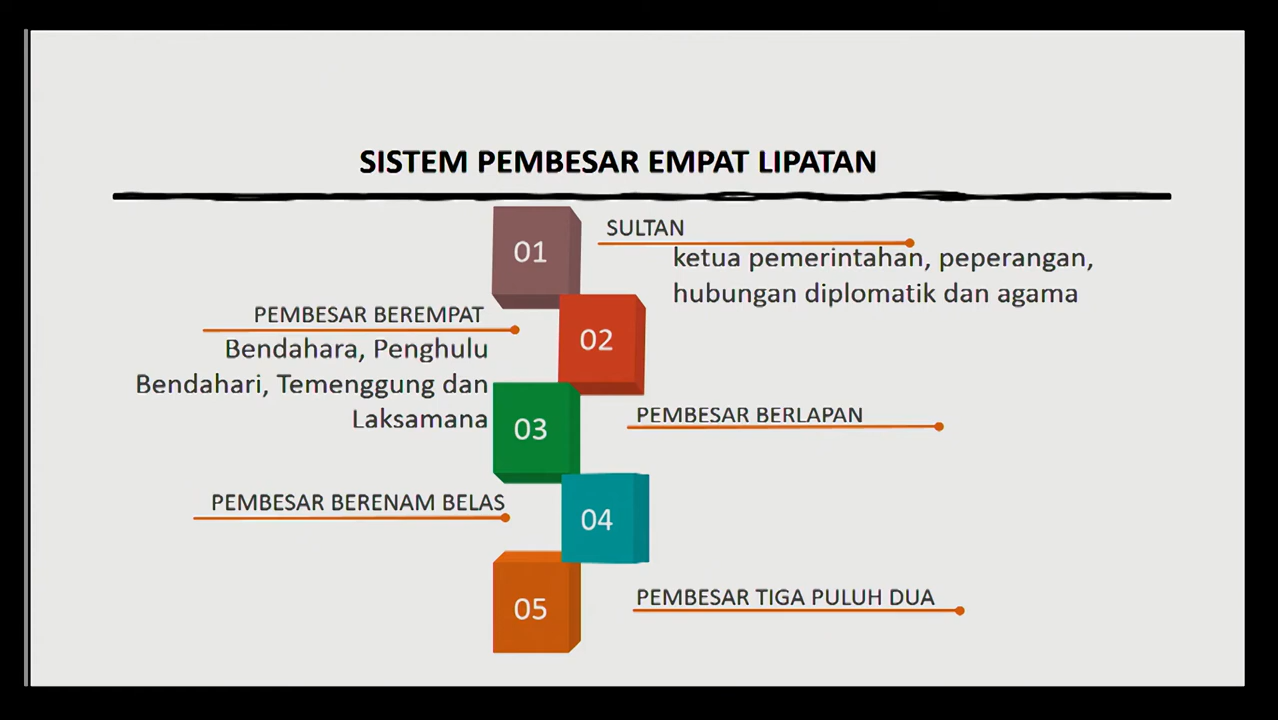 SISTEM PEMBESAR EMPAT LIPATAN
01
SULTAN
ketua pemerintahan, peperangan,
hubungan diplomatik dan agama
PEMBESAR BEREMPAT
02
Bendahara, Penghulu
Bendahari, Temenggung dan
Laksamana
03
PEMBESAR BERLAPAN
PEMBESAR BERENAM BELAS
04
05
PEMBESAR TIGA PULUH DUA